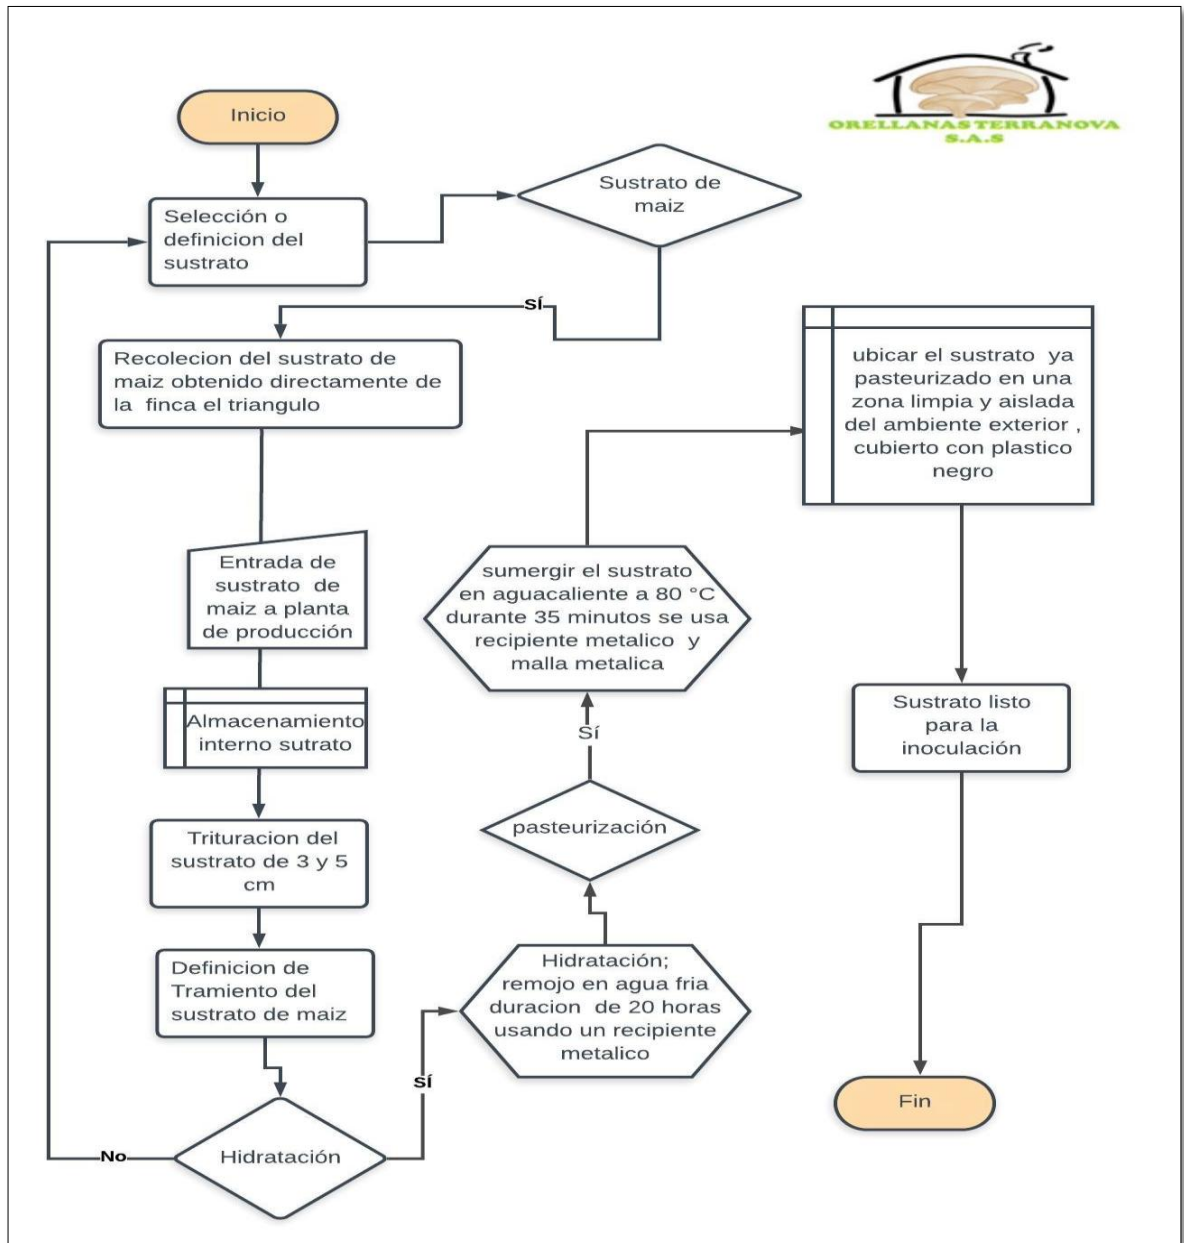 ORELLANAS TERRANOVA
S.A.S
Inicio
Selección o
definicion del
sustrato
Sustrato de
maiz
SÍ
Recolecion del sustrato de
maiz obtenido directamente de
la finca el triangulo
Entrada de
sustrato de
maiz a planta
de producción
Almacenamiento
interno sutrato
Trituracion del
sustrato de 3 y 5
cm
Definicion de
Tramiento del
sustrato de maiz
Hidratación
No
SÍ
Hidratación;
remojo en agua fria
duracion de 20 horas
usando un recipiente
metalico
pasteurización
Sí
sumergir el sustrato
en aguacaliente a 80 °C
durante 35 minutos se usa
recipiente metalico y
malla metalica
ubicar el sustrato ya
pasteurizado en una
zona limpia y aislada
del ambiente exterior ,
cubierto con plastico
negro
Sustrato listo
para la
inoculación
Fin